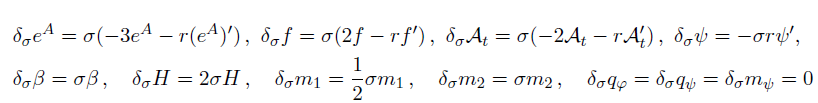 δ_σ e^A = σ(−3e^A − r(e^A)′) , δ_σ f = σ(2f − rf′) , δ_σ 𝒜_t = σ(−2𝒜_t − r𝒜′_t) , δ_σ ψ = −σrψ′,
δ_σ β = σβ , δ_σ H = 2σH , δ_σ m_1 = \frac{1}{2}σm_1 , δ_σ m_2 = σm_2 , δ_σ q_φ = δ_σ q_ψ = δ_σ m_ψ = 0